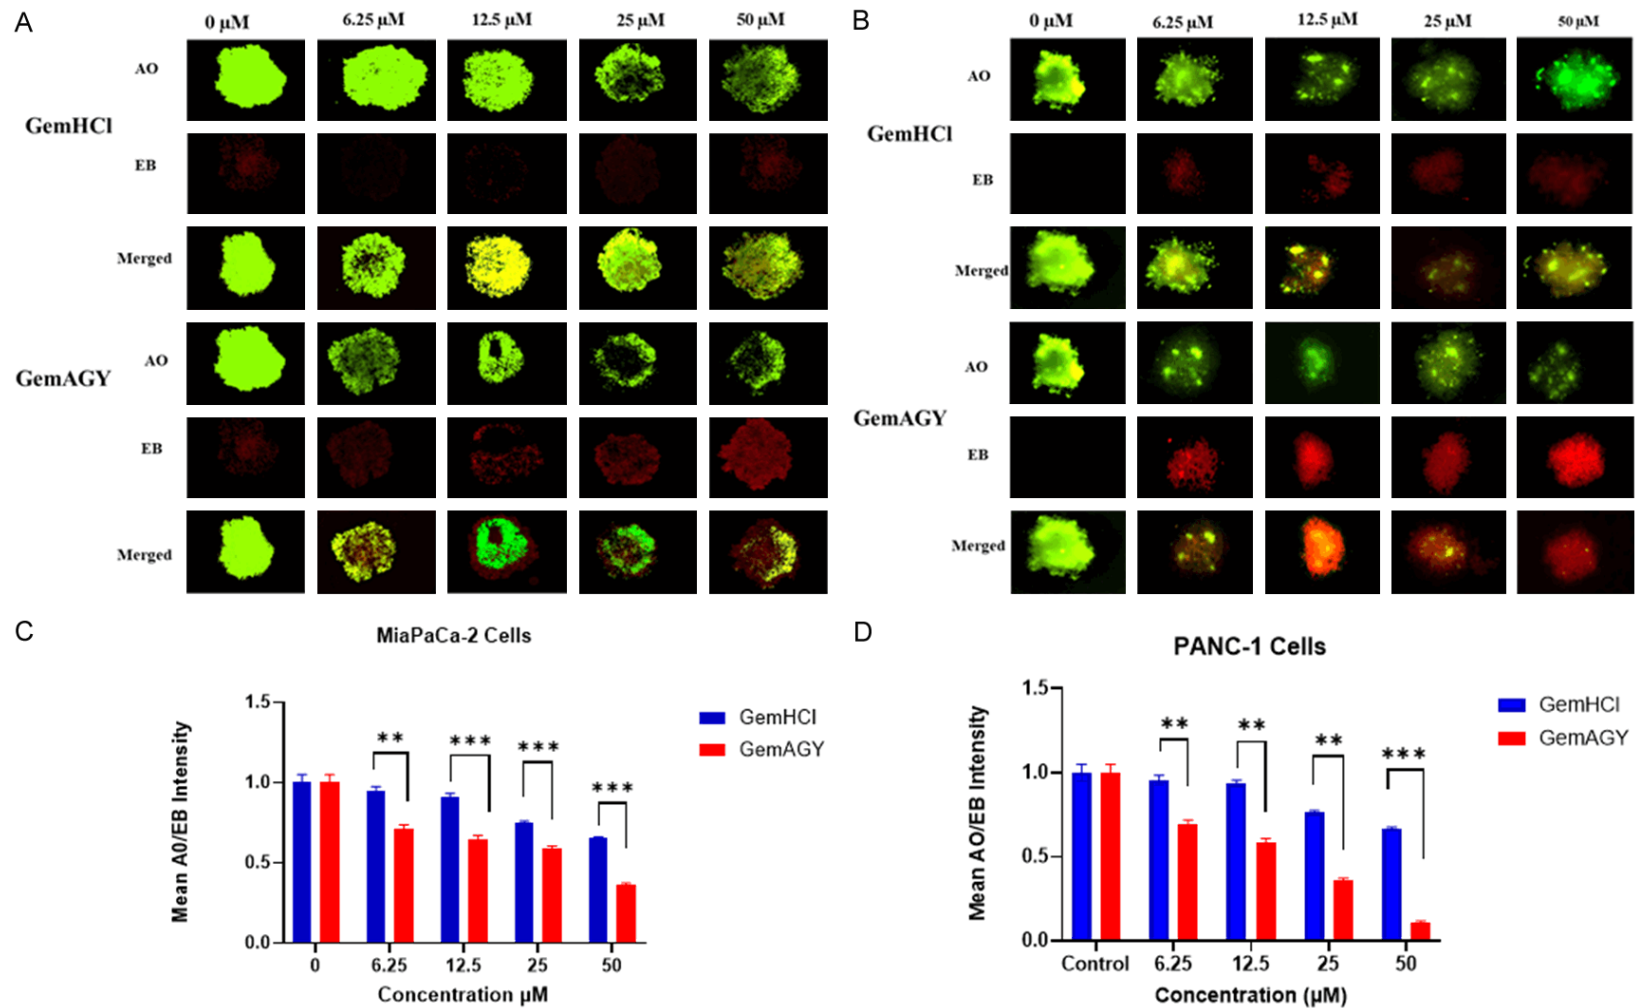 A
0 µM 6.25 µM 12.5 µM 25 µM 50 µM
AO
GemHCl
EB
Merged
AO
GemAGY
EB
Merged
B
0 µM 6.25 µM 12.5 µM 25 µM 50 µM
AO
GemHCl
EB
Merged
AO
GemAGY
EB
Merged
C
MiaPaCa-2 Cells
Mean A0/EB Intensity
1.5
1.0
0.5
0.0
** *** *** ***
GemHCl
GemAGY
0 6.25 12.5 25 50
Concentration µM
D
PANC-1 Cells
Mean AO/EB Intensity
1.5
1.0
0.5
0.0
** ** ** ***
GemHCl
GemAGY
Control 6.25 12.5 25 50
Concentration (µM)